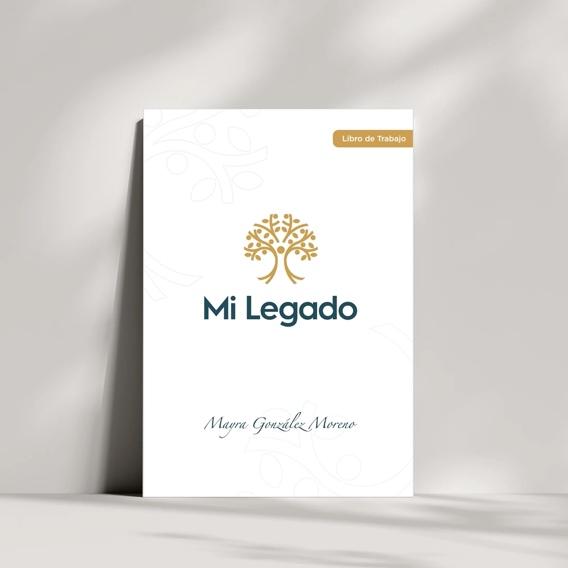 Libro de Trabajo
Mi Legado
Mayra González Moreno